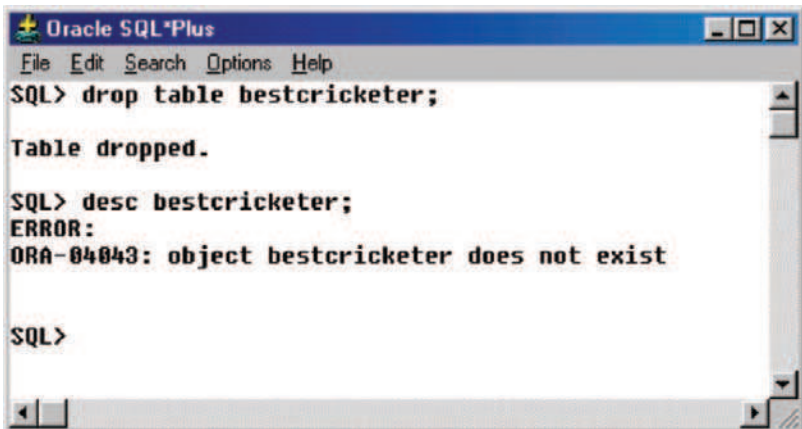 Oracle SQL*Plus
File Edit Search Options Help
SQL> drop table bestcricketer;
Table dropped.
SQL> desc bestcricketer;
ERROR:
ORA-04043: object bestcricketer does not exist
SQL>